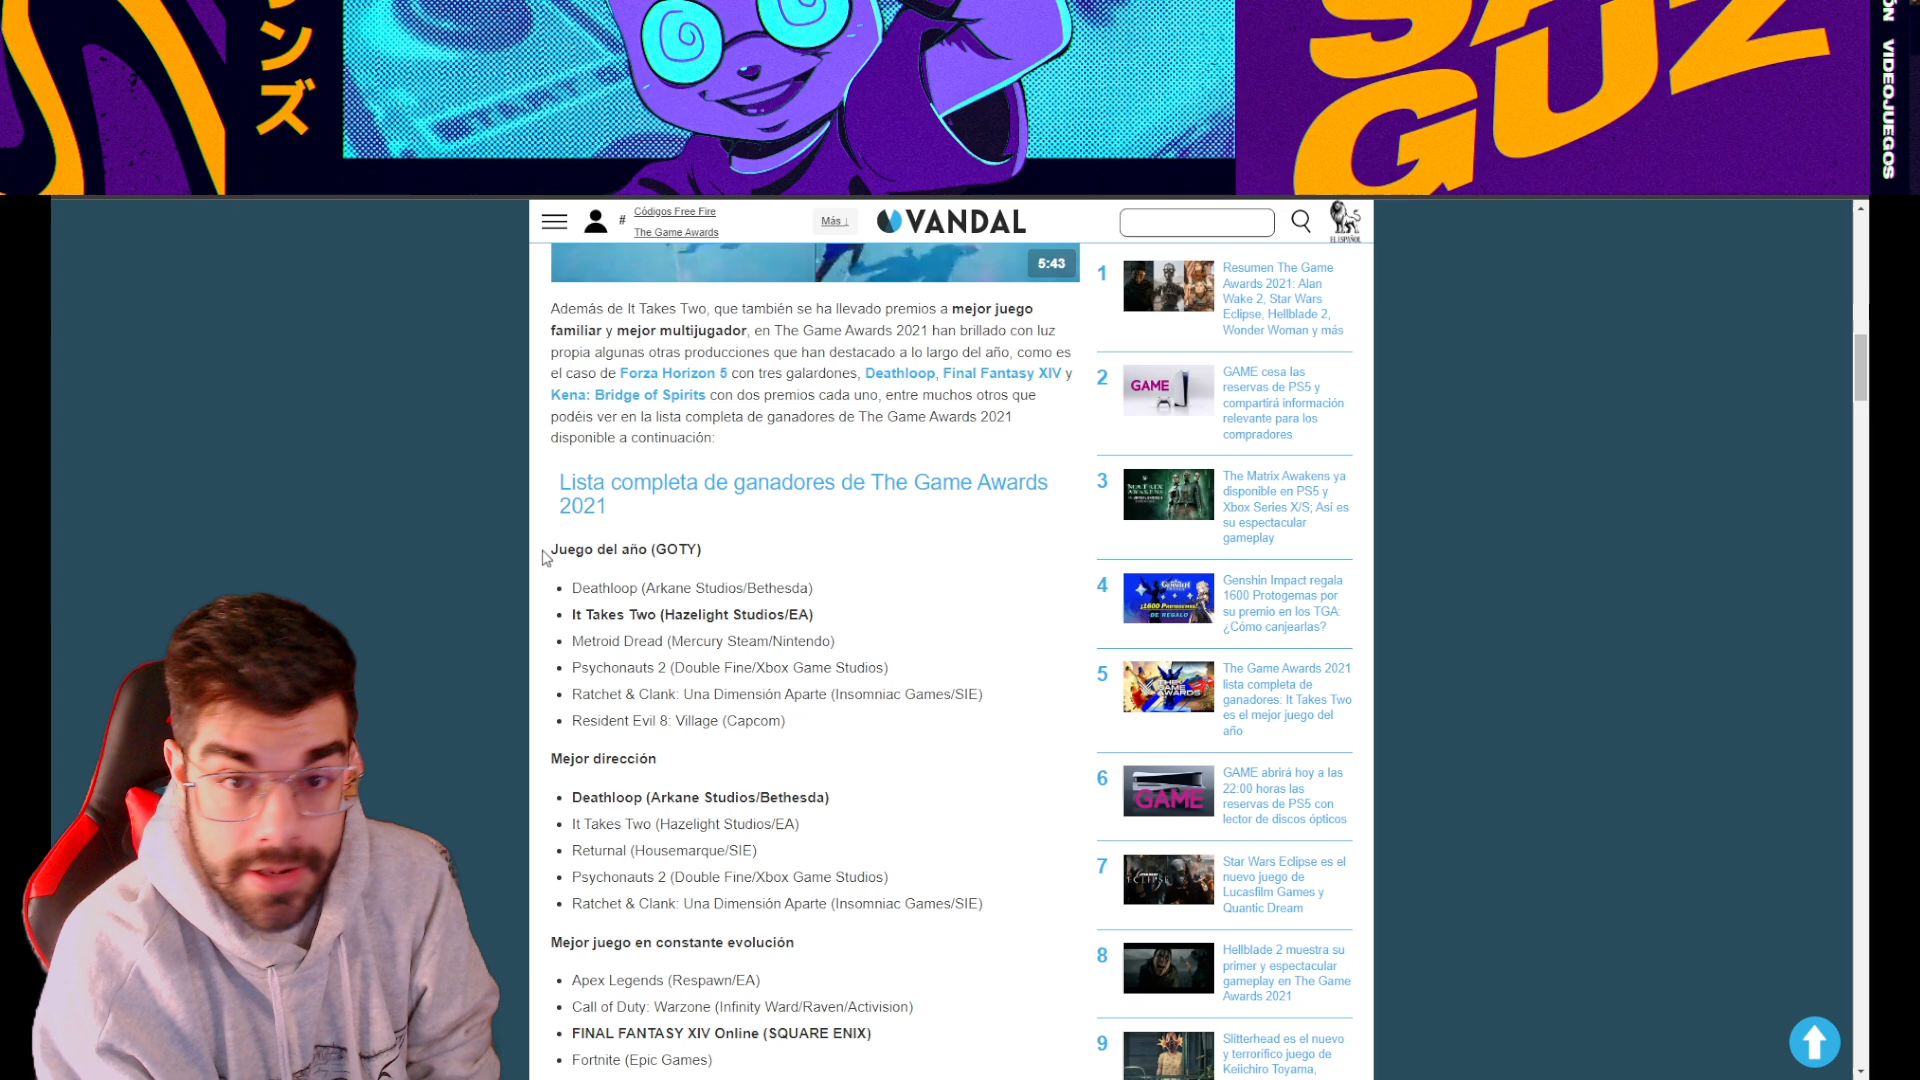 ンズ
GUZ
VIDEOJUEGOS
# Códigos Free Fire
The Game Awards
Más ↓
VANDAL
EL ESPAÑOL
5:43
Además de It Takes Two, que también se ha llevado premios a mejor juego
familiar y mejor multijugador, en The Game Awards 2021 han brillado con luz
propia algunas otras producciones que han destacado a lo largo del año, como es
el caso de Forza Horizon 5 con tres galardones, Deathloop, Final Fantasy XIV y
Kena: Bridge of Spirits con dos premios cada uno, entre muchos otros que
podéis ver en la lista completa de ganadores de The Game Awards 2021
disponible a continuación:
Lista completa de ganadores de The Game Awards
2021
Juego del año (GOTY)
Deathloop (Arkane Studios/Bethesda)
It Takes Two (Hazelight Studios/EA)
Metroid Dread (Mercury Steam/Nintendo)
Psychonauts 2 (Double Fine/Xbox Game Studios)
Ratchet & Clank: Una Dimensión Aparte (Insomniac Games/SIE)
Resident Evil 8: Village (Capcom)
Mejor dirección
Deathloop (Arkane Studios/Bethesda)
It Takes Two (Hazelight Studios/EA)
Returnal (Housemarque/SIE)
Psychonauts 2 (Double Fine/Xbox Game Studios)
Ratchet & Clank: Una Dimensión Aparte (Insomniac Games/SIE)
Mejor juego en constante evolución
Apex Legends (Respawn/EA)
Call of Duty: Warzone (Infinity Ward/Raven/Activision)
FINAL FANTASY XIV Online (SQUARE ENIX)
Fortnite (Epic Games)
1
Resumen The Game
Awards 2021: Alan
Wake 2, Star Wars
Eclipse, Hellblade 2,
Wonder Woman y más
2
GAME
GAME cesa las
reservas de PS5 y
compartirá información
relevante para los
compradores
3
MATRIX
AWAKENS
The Matrix Awakens ya
disponible en PS5 y
Xbox Series X/S; Así es
su espectacular
gameplay
4
Genshin
¡1600 PROTOGEMAS!
DE REGALO
Genshin Impact regala
1600 Protogemas por
su premio en los TGA:
¿Cómo canjearlas?
5
THE GAME
AWARDS
The Game Awards 2021
lista completa de
ganadores: It Takes Two
es el mejor juego del
año
6
GAME
GAME abrirá hoy a las
22:00 horas las
reservas de PS5 con
lector de discos ópticos
7
ECLIPSE
Star Wars Eclipse es el
nuevo juego de
Lucasfilm Games y
Quantic Dream
8
Hellblade 2 muestra su
primer y espectacular
gameplay en The Game
Awards 2021
9
Slitterhead es el nuevo
y terrorífico juego de
Keiichiro Toyama,